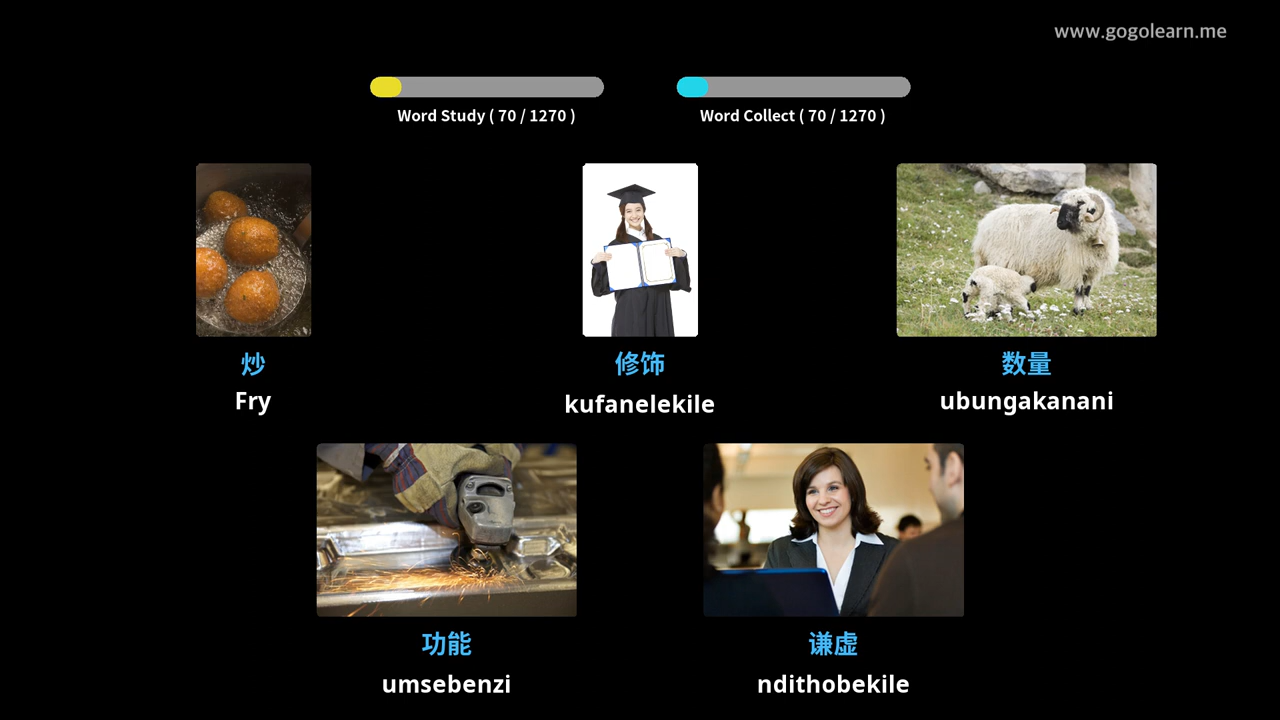 www.gogolearn.me
Word Study ( 70 / 1270 )
Word Collect ( 70 / 1270 )
炒
Fry
修饰
kufanelekile
数量
ubungakanani
功能
umsebenzi
谦虚
ndithobekile